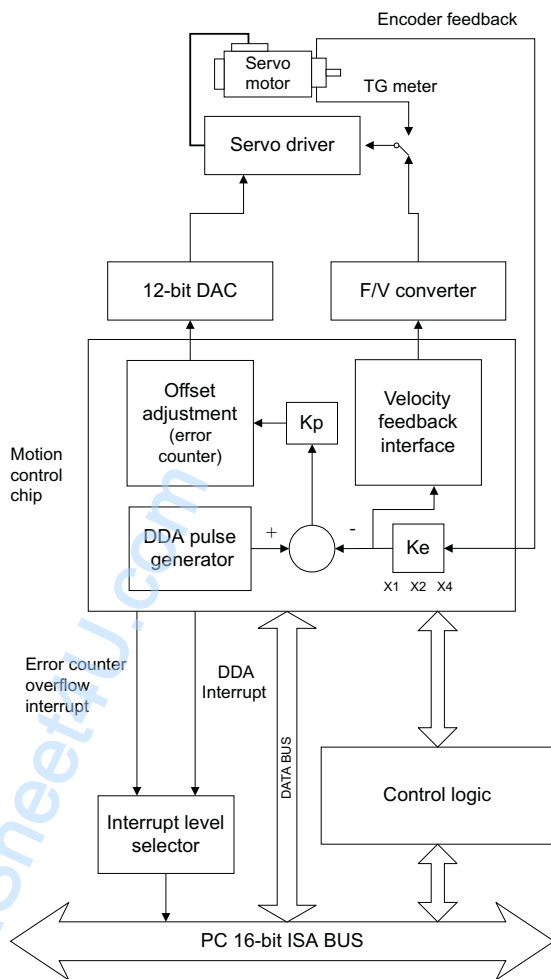 Encoder feedback
Servo
motor
TG meter
Servo driver
12-bit DAC
F/V converter
Offset
adjustment
(error
counter)
Kp
Velocity
feedback
interface
Motion
control
chip
DDA pulse
generator
+
-
Ke
X1 X2 X4
Error counter
overflow
interrupt
DDA
Interrupt
DATA BUS
Control logic
Interrupt level
selector
PC 16-bit ISA BUS
Sheet4U.com